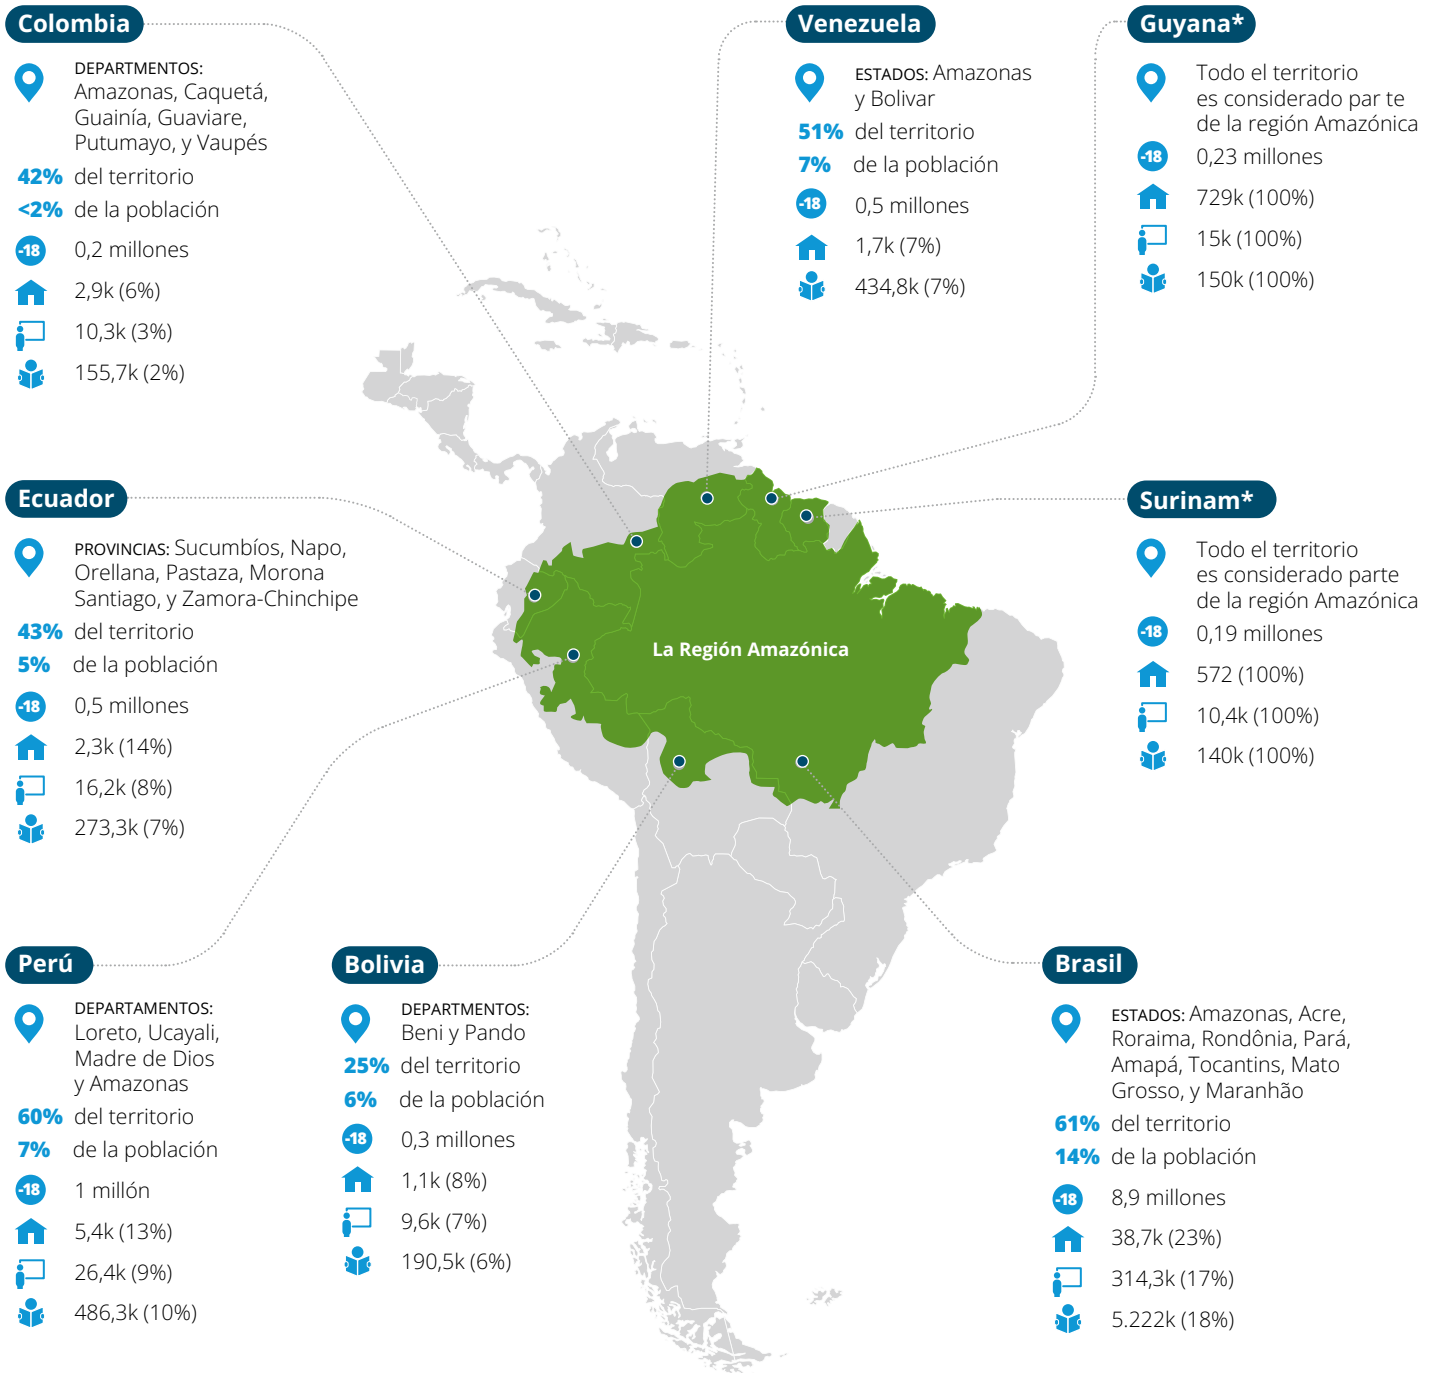 Colombia
DEPARTMENTOS:
Amazonas, Caquetá,
Guainía, Guaviare,
Putumayo, y Vaupés
42% del territorio
<2% de la población
-18 0,2 millones
2,9k (6%)
10,3k (3%)
155,7k (2%)
Venezuela
ESTADOS: Amazonas
y Bolivar
51% del territorio
7% de la población
-18 0,5 millones
1,7k (7%)
434,8k (7%)
Guyana*
Todo el territorio
es considerado par te
de la región Amazónica
-18 0,23 millones
729k (100%)
15k (100%)
150k (100%)
Ecuador
PROVINCIAS: Sucumbíos, Napo,
Orellana, Pastaza, Morona
Santiago, y Zamora-Chinchipe
43% del territorio
5% de la población
-18 0,5 millones
2,3k (14%)
16,2k (8%)
273,3k (7%)
La Región Amazónica
Surinam*
Todo el territorio
es considerado parte
de la región Amazónica
-18 0,19 millones
572 (100%)
10,4k (100%)
140k (100%)
Perú
DEPARTAMENTOS:
Loreto, Ucayali,
Madre de Dios
y Amazonas
60% del territorio
7% de la población
-18 1 millón
5,4k (13%)
26,4k (9%)
486,3k (10%)
Bolivia
DEPARTMENTOS:
Beni y Pando
25% del territorio
6% de la población
-18 0,3 millones
1,1k (8%)
9,6k (7%)
190,5k (6%)
Brasil
ESTADOS: Amazonas, Acre,
Roraima, Rondônia, Pará,
Amapá, Tocantins, Mato
Grosso, y Maranhão
61% del territorio
14% de la población
-18 8,9 millones
38,7k (23%)
314,3k (17%)
5.222k (18%)